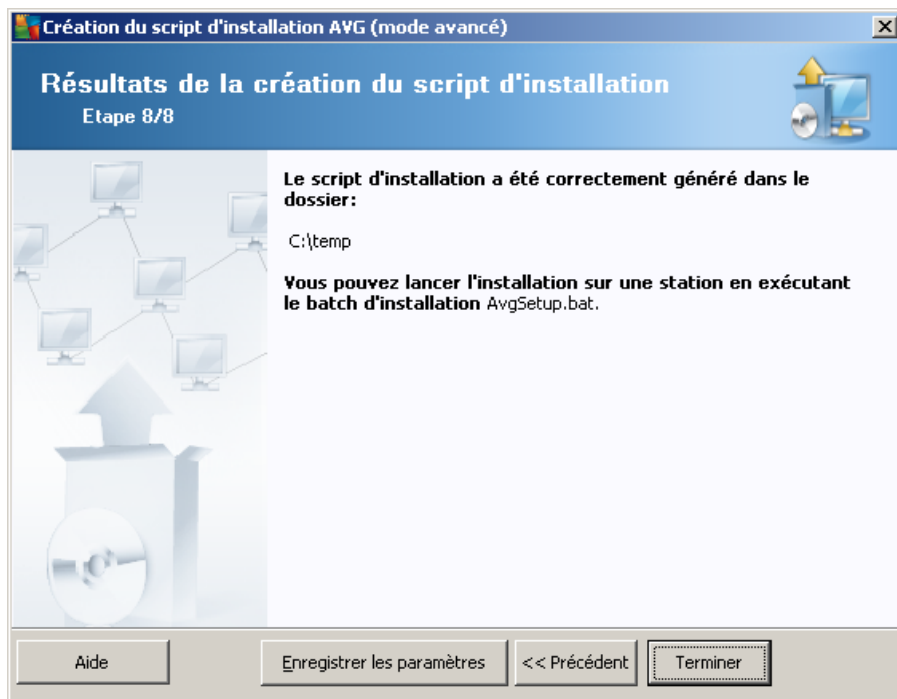 Création du script d'installation AVG (mode avancé)
Résultats de la création du script d'installation
Etape 8/8
Le script d'installation a été correctement généré dans le
dossier:
C:\temp
Vous pouvez lancer l'installation sur une station en exécutant
le batch d'installation AvgSetup.bat.
Aide
Enregistrer les paramètres
<< Précédent
Terminer